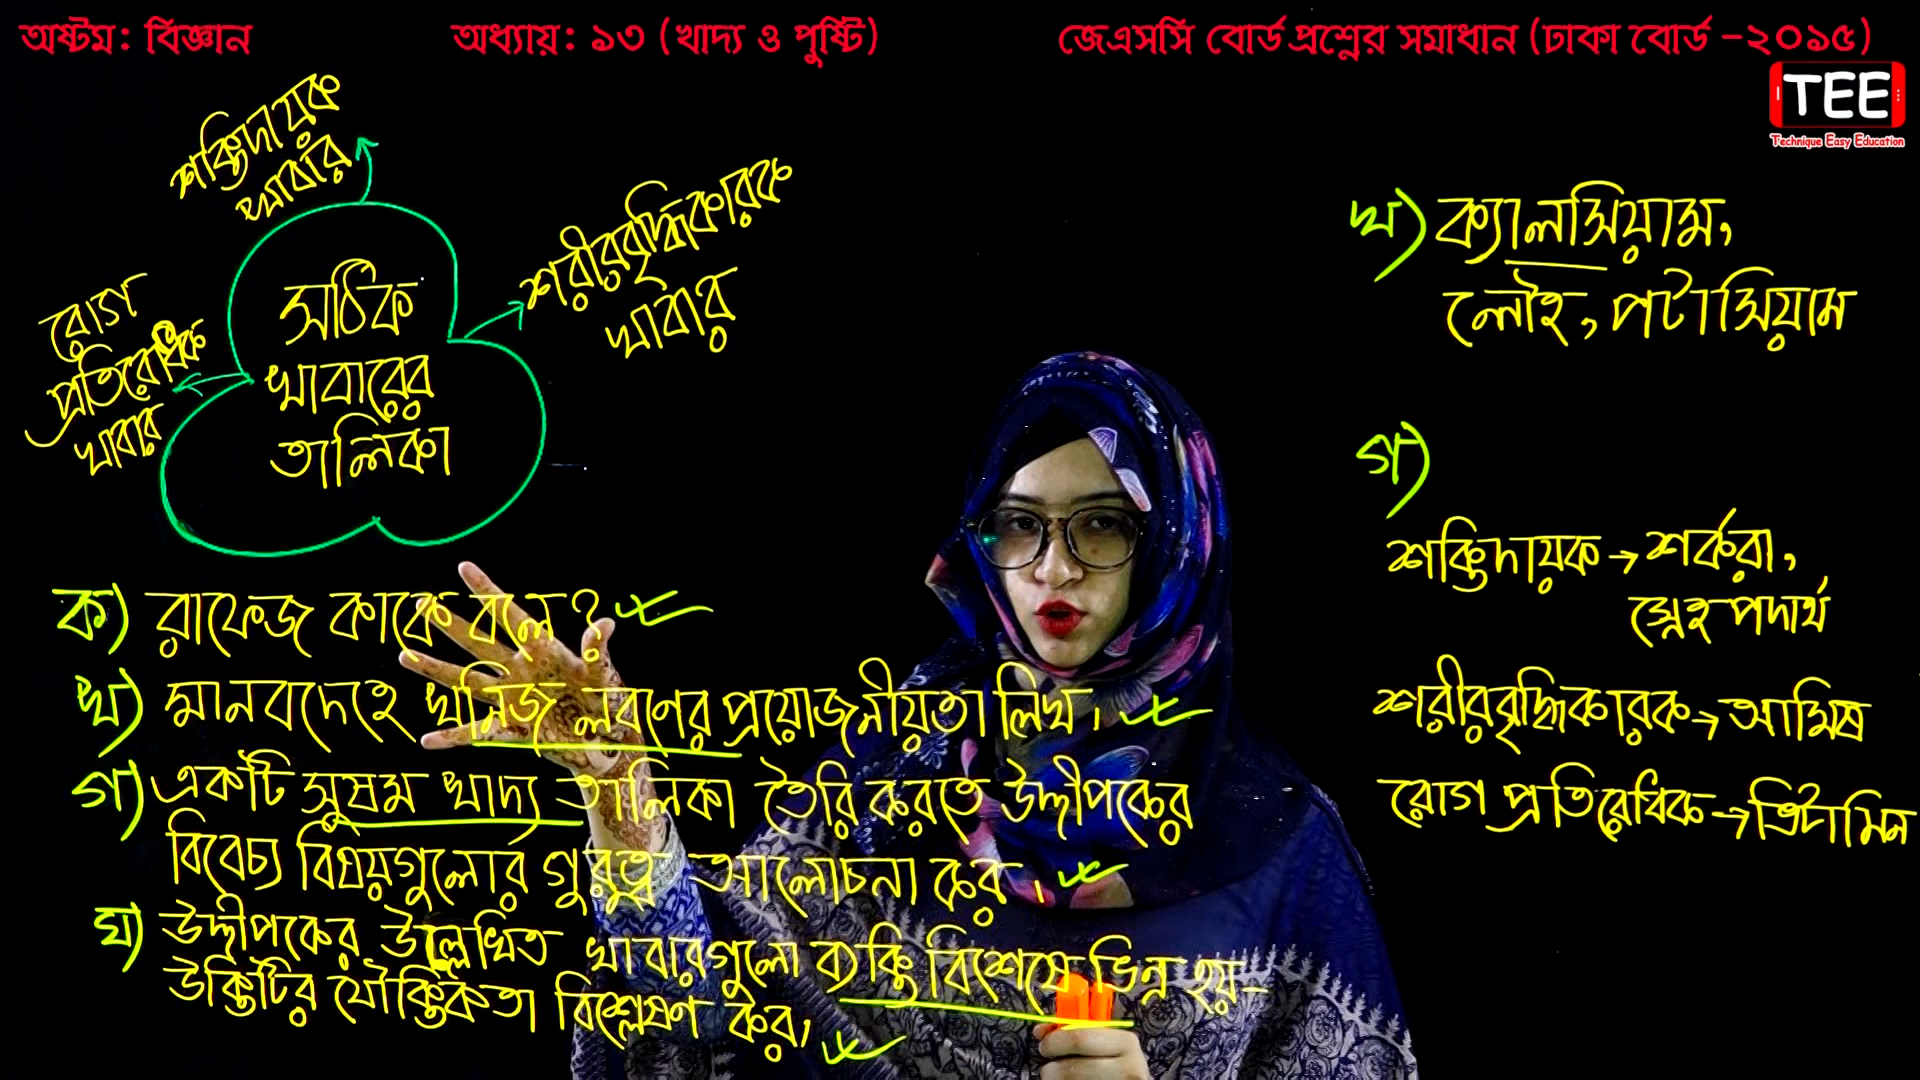 অষ্টম: বিজ্ঞান
অধ্যায়: ১৩ (খাদ্য ও পুষ্টি)
জেএসসি বোর্ড প্রশ্নের সমাধান (ঢাকা বোর্ড -২০১৫)
TEE
Technique Easy Education
শক্তিদায়ক
খাবার
শরীরবৃদ্ধিকারক
খাবার
রোগ
প্রতিরোধক
খাবার
সঠিক
খাবারের
তালিকা
ক) রাফেজ কাকে বলে?
খ) মানবদেহে খনিজ লবণের প্রয়োজনীয়তা লিখ।
গ) একটি সুষম খাদ্য তালিকা তৈরি করতে উদ্দীপকের
বিবেচ্য বিষয়গুলোর গুরুত্ব আলোচনা কর।
ঘ) উদ্দীপকের উল্লেখিত খাবারগুলো ব্যক্তি বিশেষে ভিন্ন হয়-
উক্তিটির যৌক্তিকতা বিশ্লেষণ কর।
খ) ক্যালসিয়াম,
লৌহ, পটাসিয়াম
গ)
শক্তিদায়ক → শর্করা,
স্নেহ পদার্থ
শরীরবৃদ্ধিকারক → আমিষ
রোগ প্রতিরোধক → ভিটামিন